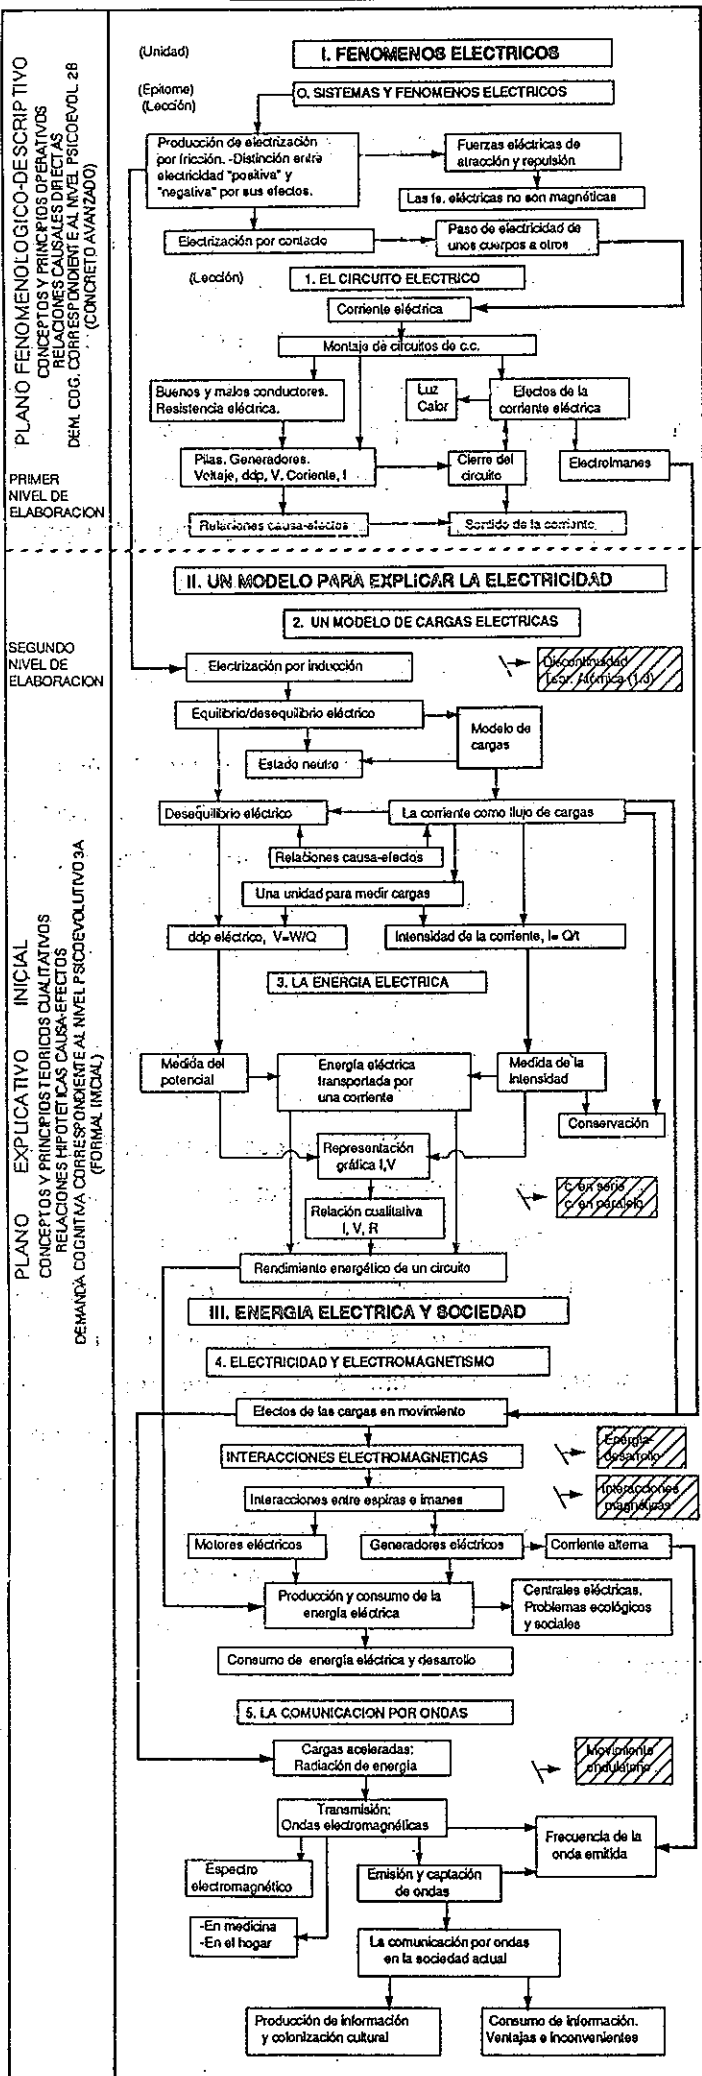 PLANO FENOMENOLOGICO-DESCRIPTIVO
CONCEPTOS Y PRINCIPIOS OPERATIVOS
RELACIONES CAUSALES DIRECTAS
DEM. COG. CORRESPONDIENTE AL NIVEL PSICOEVOL. 2B
(CONCRETO AVANZADO)
PRIMER
NIVEL DE
ELABORACION
(Unidad)
I. FENOMENOS ELECTRICOS
(Epítome)
(Lección)
O. SISTEMAS Y FENOMENOS ELECTRICOS
Producción de electrización
por fricción. -Distinción entre
electricidad "positiva" y
"negativa" por sus efectos.
Fuerzas eléctricas de
atracción y repulsión
Las fs. eléctricas no son magnéticas
Electrización por contacto
Paso de electricidad de
unos cuerpos a otros
(Lección)
1. EL CIRCUITO ELECTRICO
Corriente eléctrica
Montaje de circuitos de c.c.
Buenos y malos conductores.
Resistencia eléctrica.
Luz
Calor
Efectos de la
corriente eléctrica
Pilas. Generadores.
Voltaje, ddp, V. Coriente, I
Cierre del
circuito
Electroimanes
Relaciones causa-efectos
Sentido de la corriente
SEGUNDO
NIVEL DE
ELABORACION
PLANO EXPLICATIVO INICIAL
CONCEPTOS Y PRINCIPIOS TEORICOS CUALITATIVOS
RELACIONES HIPOTETICAS CAUSA-EFECTOS
DEMANDA COGNITIVA CORRESPONDIENTE AL NIVEL PSICOEVOLUTIVO 3A
(FORMAL INICIAL)
II. UN MODELO PARA EXPLICAR LA ELECTRICIDAD
2. UN MODELO DE CARGAS ELECTRICAS
Electrización por inducción
Discontinuidad
Teor. Atómica (1.3)
Equilibrio/desequilibrio eléctrico
Modelo de
cargas
Estado neutro
Desequilibrio eléctrico
La corriente como flujo de cargas
Relaciones causa-efectos
Una unidad para medir cargas
ddp eléctrico, V=W/Q
Intensidad de la corriente, I= Q/t
3. LA ENERGIA ELECTRICA
Medida del
potencial
Energía eléctrica
transportada por
una corriente
Medida de la
Intensidad
Conservación
Representación
gráfica I,V
c. en serie
c. en paralelo
Relación cualitativa
I, V, R
Rendimiento energético de un circuito
III. ENERGIA ELECTRICA Y SOCIEDAD
4. ELECTRICIDAD Y ELECTROMAGNETISMO
Efectos de las cargas en movimiento
Energía-
desarrollo
INTERACCIONES ELECTROMAGNETICAS
Interacciones
magnéticas
Interacciones entre espiras e imanes
Motores eléctricos
Generadores eléctricos
Corriente alterna
Producción y consumo de la
energía eléctrica
Centrales eléctricas.
Problemas ecológicos
y sociales
Consumo de energía eléctrica y desarrollo
5. LA COMUNICACION POR ONDAS
Cargas aceleradas:
Radiación de energía
Movimiento
ondulatorio
Transmisión:
Ondas electromagnéticas
Frecuencia de la
onda emitida
Espectro
electromagnético
Emisión y captación
de ondas
-En medicina
-En el hogar
La comunicación por ondas
en la sociedad actual
Producción de información
y colonización cultural
Consumo de información.
Ventajas e inconvenientes